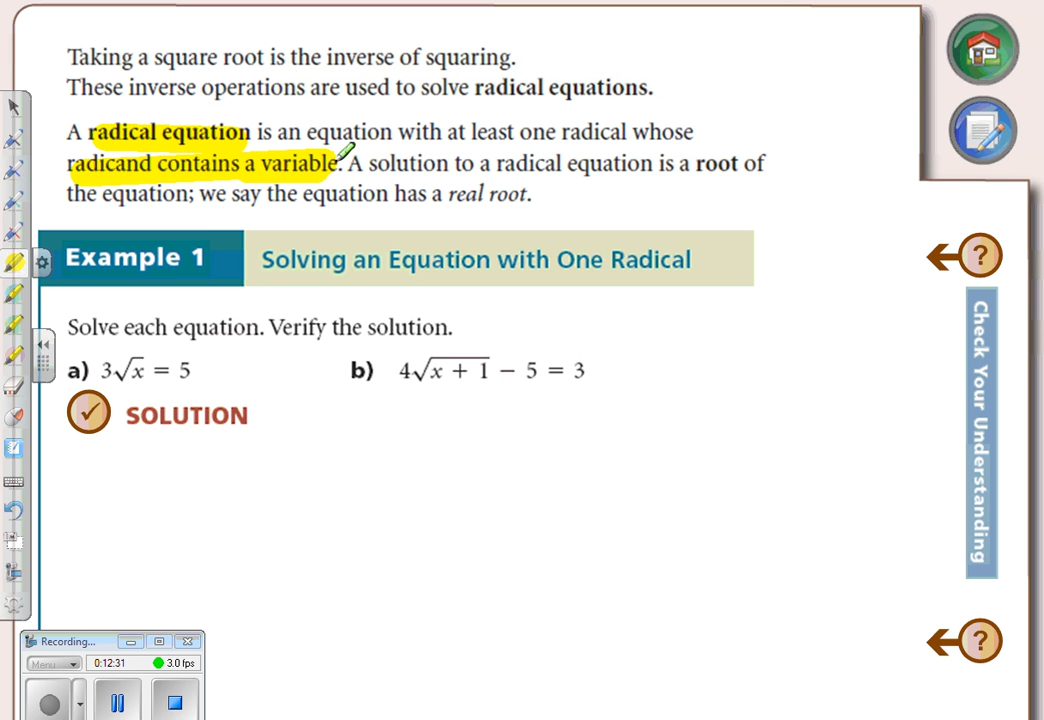 Taking a square root is the inverse of squaring.
These inverse operations are used to solve radical equations.
A radical equation is an equation with at least one radical whose
radicand contains a variable. A solution to a radical equation is a root of
the equation; we say the equation has a real root.
Example 1 Solving an Equation with One Radical
Solve each equation. Verify the solution.
a) 3√x = 5 b) 4√(x + 1) − 5 = 3
SOLUTION
?
Check Your Understanding
?
Recording...
Menu 0:12:31 3.0 fps